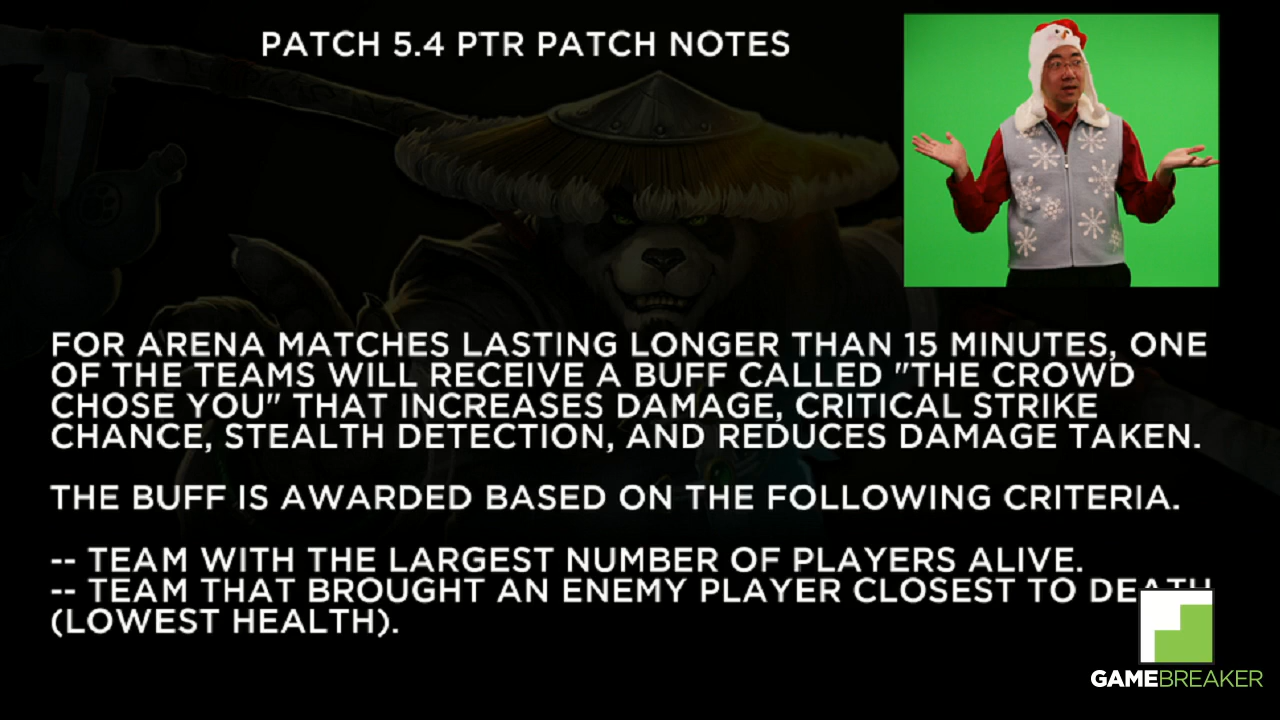 PATCH 5.4 PTR PATCH NOTES
FOR ARENA MATCHES LASTING LONGER THAN 15 MINUTES, ONE
OF THE TEAMS WILL RECEIVE A BUFF CALLED "THE CROWD
CHOSE YOU" THAT INCREASES DAMAGE, CRITICAL STRIKE
CHANCE, STEALTH DETECTION, AND REDUCES DAMAGE TAKEN.
THE BUFF IS AWARDED BASED ON THE FOLLOWING CRITERIA.
-- TEAM WITH THE LARGEST NUMBER OF PLAYERS ALIVE.
-- TEAM THAT BROUGHT AN ENEMY PLAYER CLOSEST TO DEATH
(LOWEST HEALTH).
GAMEBREAKER